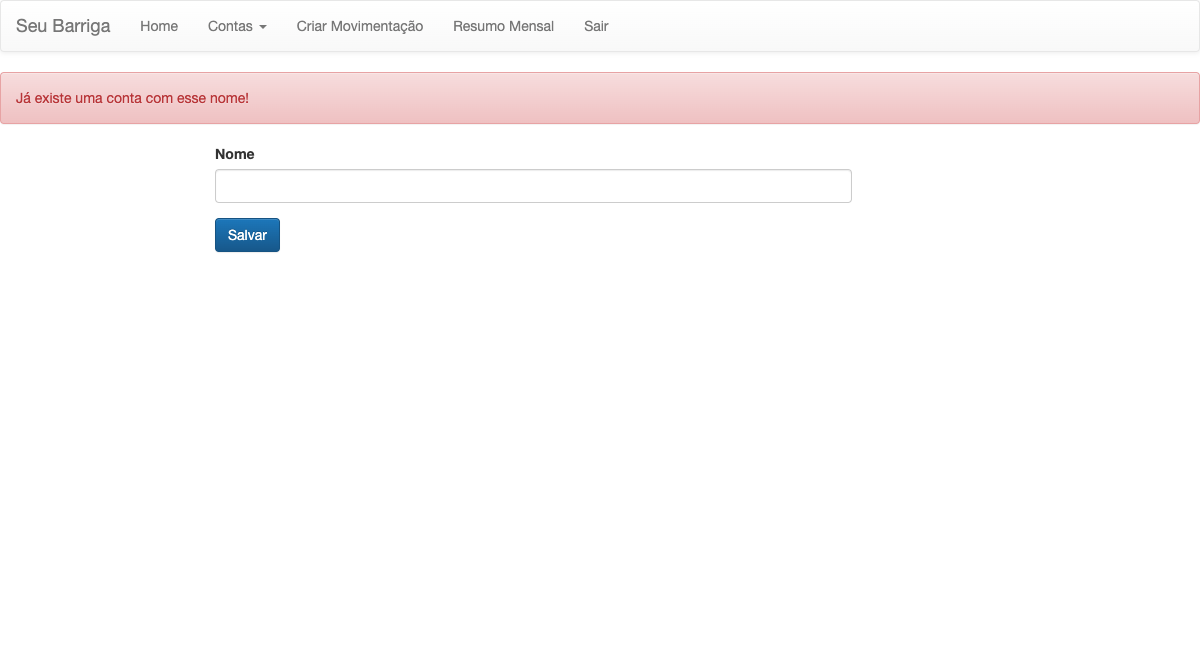 Seu Barriga Home Contas Criar Movimentação Resumo Mensal Sair
Já existe uma conta com esse nome!
Nome
Salvar